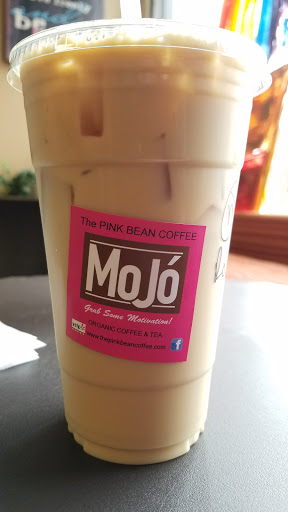 The PINK BEAN COFFEE
MoJó
Grab Some Motivation!
ORGANIC COFFEE & TEA
www.thepinkbeancoffee.com
f